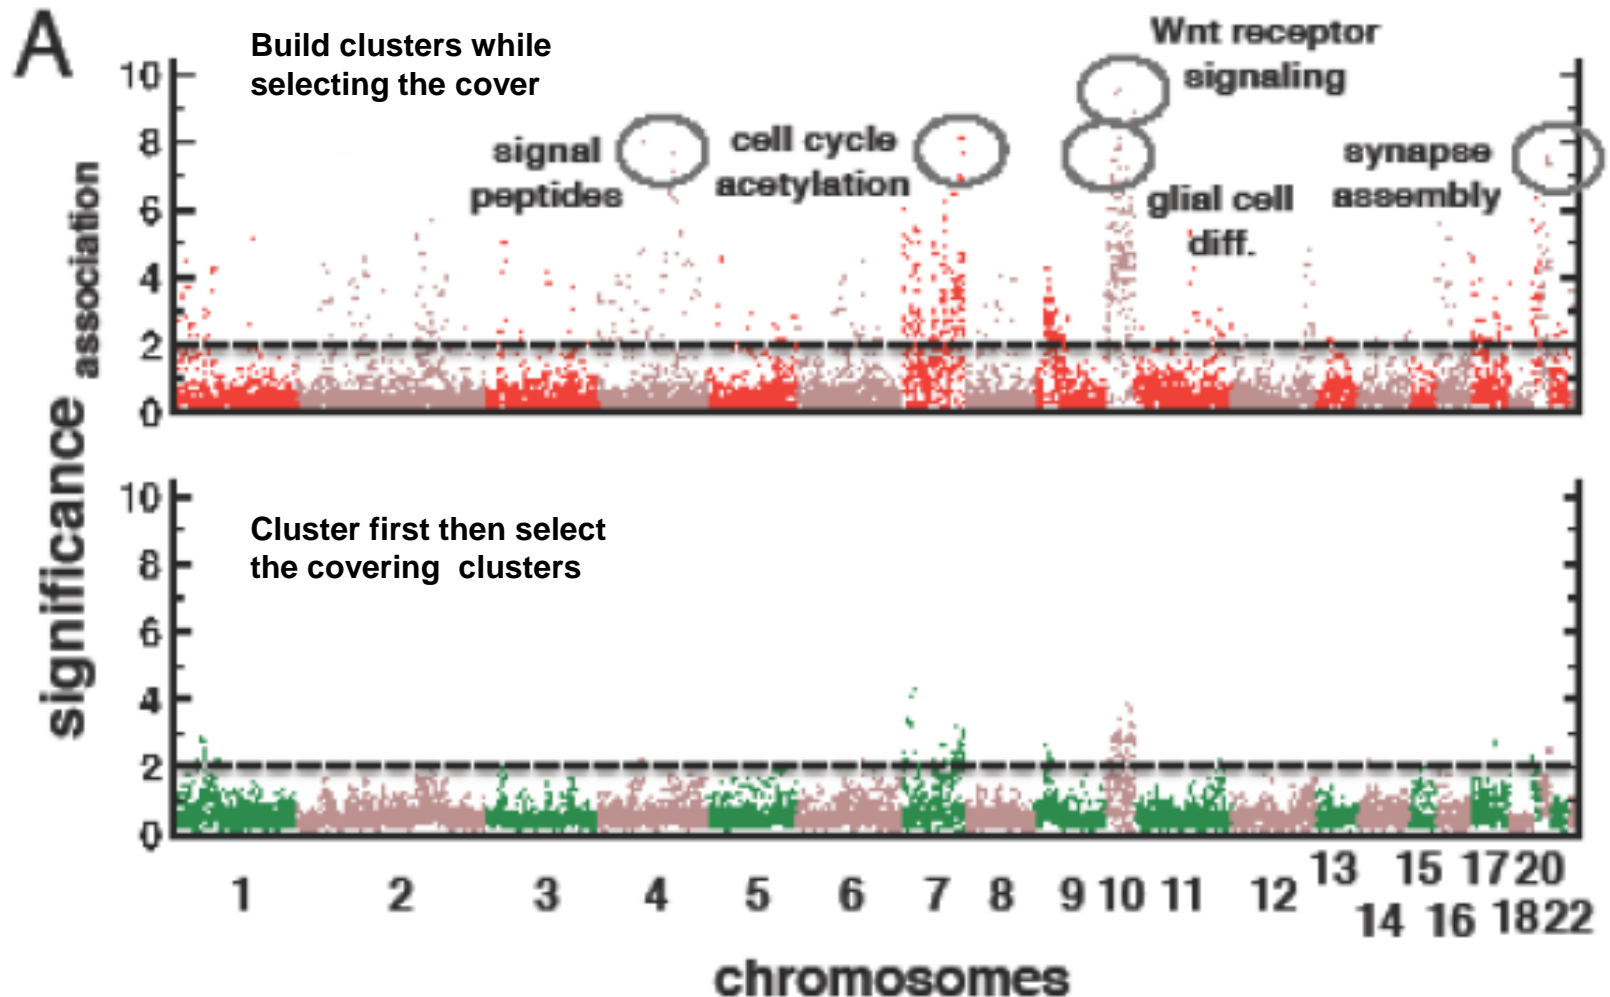 A
Build clusters while
selecting the cover
Wnt receptor
signaling
signal
peptides
cell cycle
acetylation
glial cell
diff.
synapse
assembly
10
8
6
4
2
0
Cluster first then select
the covering clusters
10
8
6
4
2
0
significance association
1 2 3 4 5 6 7 8 9 10 11 12 13 14 15 16 17 18 20 22
chromosomes